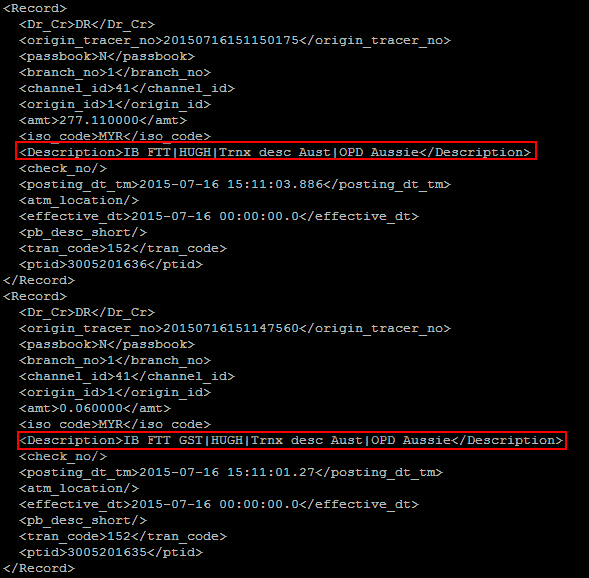 <Record>
<Dr_Cr>DR</Dr_Cr>
<origin_tracer_no>20150716151150175</origin_tracer_no>
<passbook>N</passbook>
<branch_no>1</branch_no>
<channel_id>41</channel_id>
<origin_id>1</origin_id>
<amt>277.110000</amt>
<iso_code>MYR</iso_code>
<Description>IB FTT|HUGH|Trnx desc Aust|OPD Aussie</Description>
<check_no/>
<posting_dt_tm>2015-07-16 15:11:03.886</posting_dt_tm>
<atm_location/>
<effective_dt>2015-07-16 00:00:00.0</effective_dt>
<pb_desc_short/>
<tran_code>152</tran_code>
<ptid>3005201636</ptid>
</Record>
<Record>
<Dr_Cr>DR</Dr_Cr>
<origin_tracer_no>20150716151147560</origin_tracer_no>
<passbook>N</passbook>
<branch_no>1</branch_no>
<channel_id>41</channel_id>
<origin_id>1</origin_id>
<amt>0.060000</amt>
<iso_code>MYR</iso_code>
<Description>IB FTT GST|HUGH|Trnx desc Aust|OPD Aussie</Description>
<check_no/>
<posting_dt_tm>2015-07-16 15:11:01.27</posting_dt_tm>
<atm_location/>
<effective_dt>2015-07-16 00:00:00.0</effective_dt>
<pb_desc_short/>
<tran_code>152</tran_code>
<ptid>3005201635</ptid>
</Record>